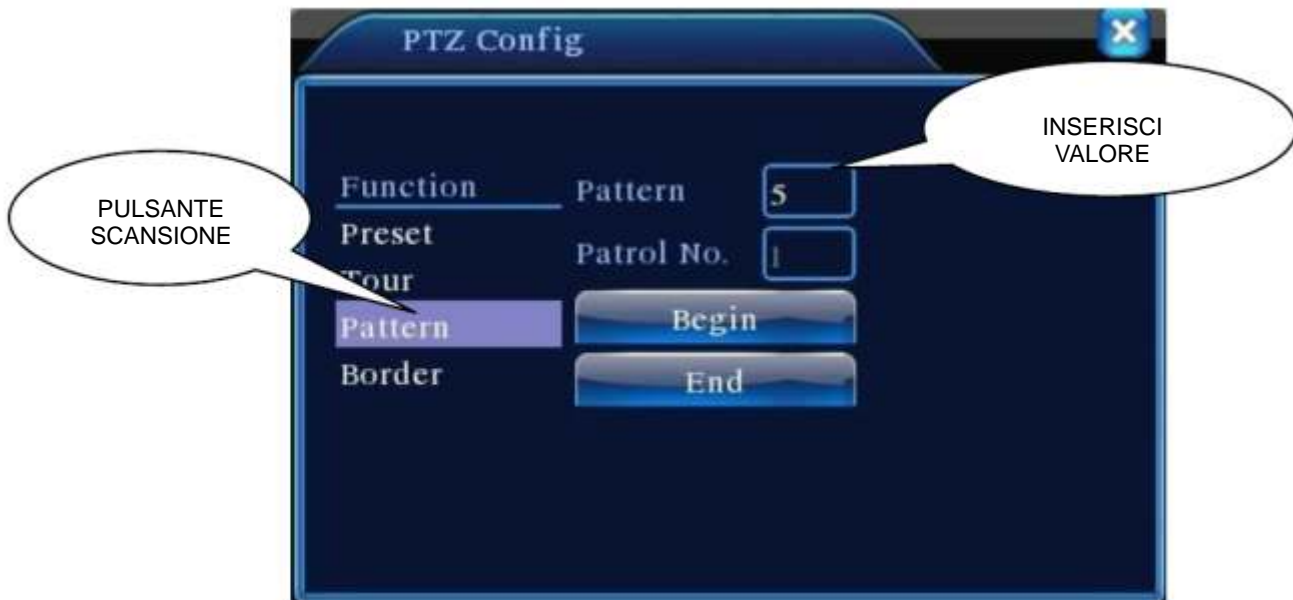 PTZ Config
INSERISCI
VALORE
PULSANTE
SCANSIONE
Function
Preset
Tour
Pattern
Border
Pattern
5
Patrol No.
1
Begin
End